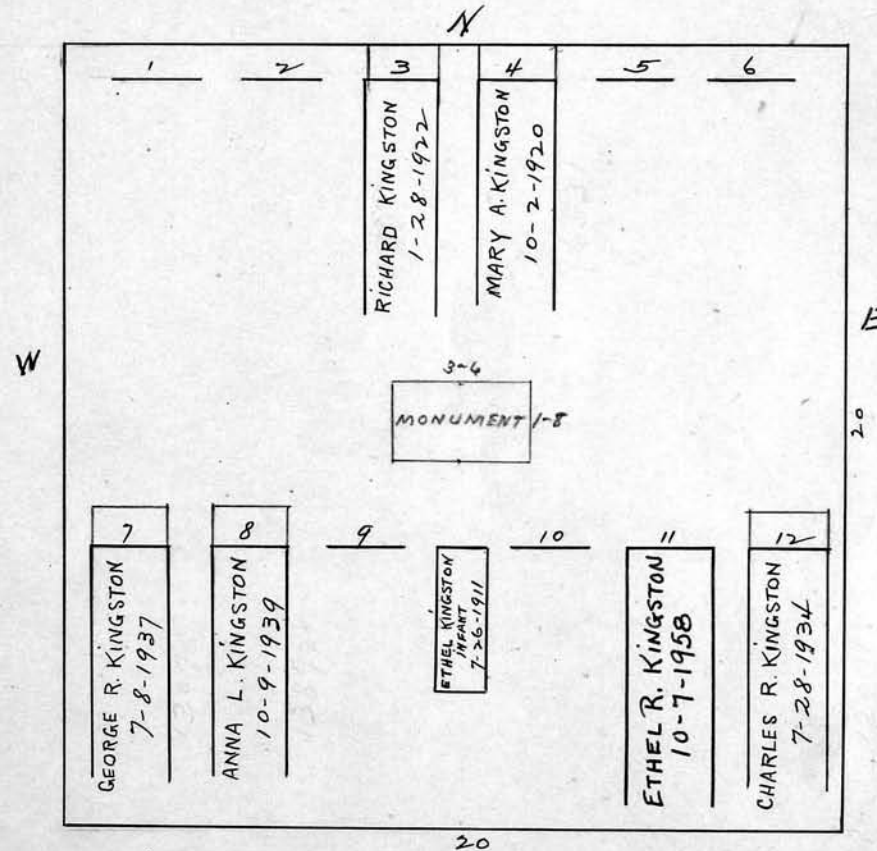 N
1 2 3 4 5 6
RICHARD KINGSTON
1-28-1922
MARY A. KINGSTON
10-2-1920
W
E
3-4
MONUMENT 1-8
20
7 8 9 10 11 12
GEORGE R. KINGSTON
7-8-1937
ANNA L. KINGSTON
10-9-1939
ETHEL KINGSTON
INFANT
7-26-1911
ETHEL R. KINGSTON
10-7-1958
CHARLES R. KINGSTON
7-28-1934
20